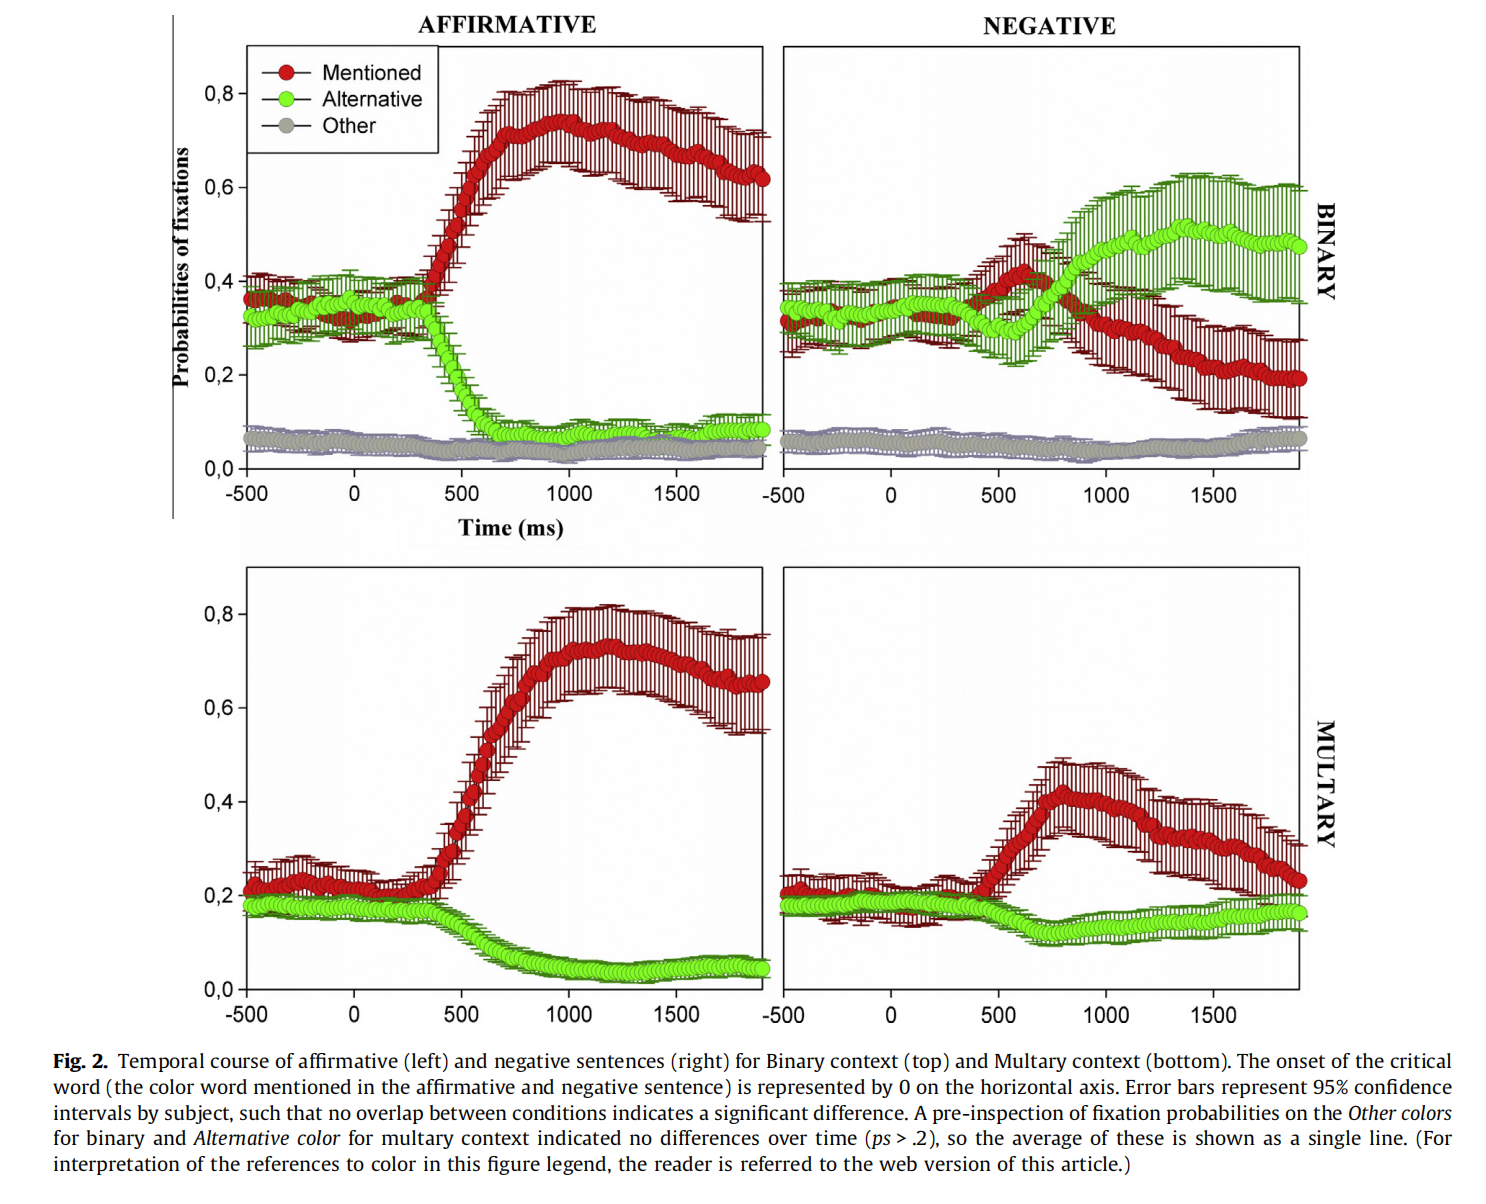 AFFIRMATIVE
NEGATIVE
Mentioned
Alternative
Other
Probabilities of fixations
0,8
0,6
0,4
0,2
0,0
-500 0 500 1000 1500
-500 0 500 1000 1500
Time (ms)
BINARY
0,8
0,6
0,4
0,2
0,0
-500 0 500 1000 1500
-500 0 500 1000 1500
MULTARY
Fig. 2. Temporal course of affirmative (left) and negative sentences (right) for Binary context (top) and Multary context (bottom). The onset of the critical
word (the color word mentioned in the affirmative and negative sentence) is represented by 0 on the horizontal axis. Error bars represent 95% confidence
intervals by subject, such that no overlap between conditions indicates a significant difference. A pre-inspection of fixation probabilities on the Other colors
for binary and Alternative color for multary context indicated no differences over time (ps > .2), so the average of these is shown as a single line. (For
interpretation of the references to color in this figure legend, the reader is referred to the web version of this article.)